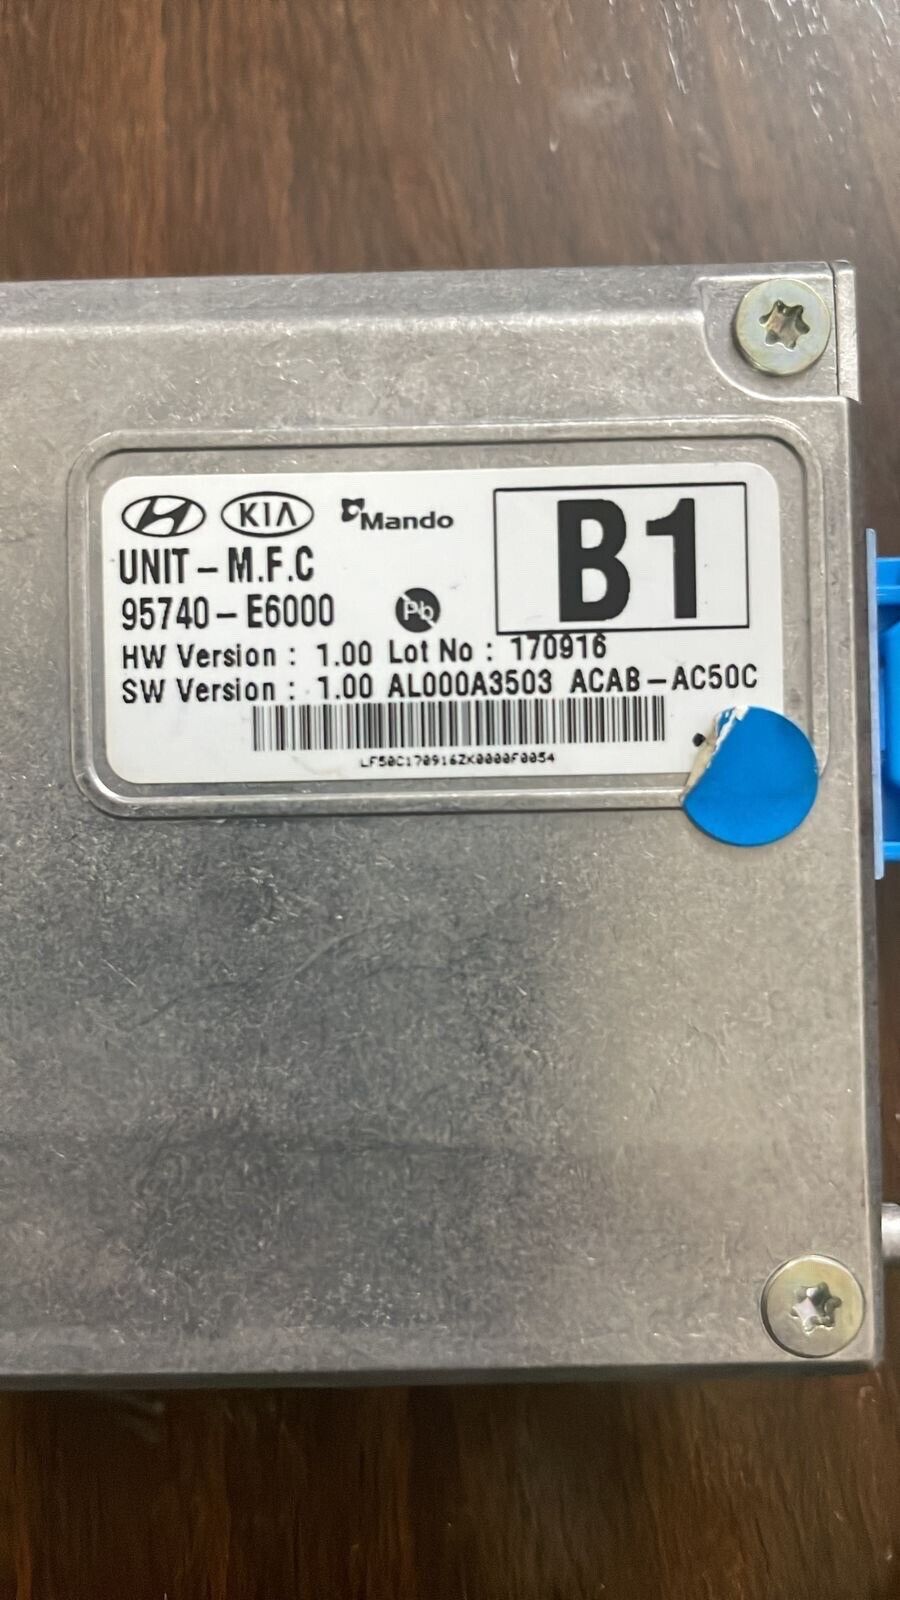 KIA Mando
B1
UNIT - M.F.C
95740 - E6000
Pb
HW Version : 1.00 Lot No : 170916
SW Version : 1.00 AL000A3503 ACAB - AC50C
LF50C170916ZK0000F0054